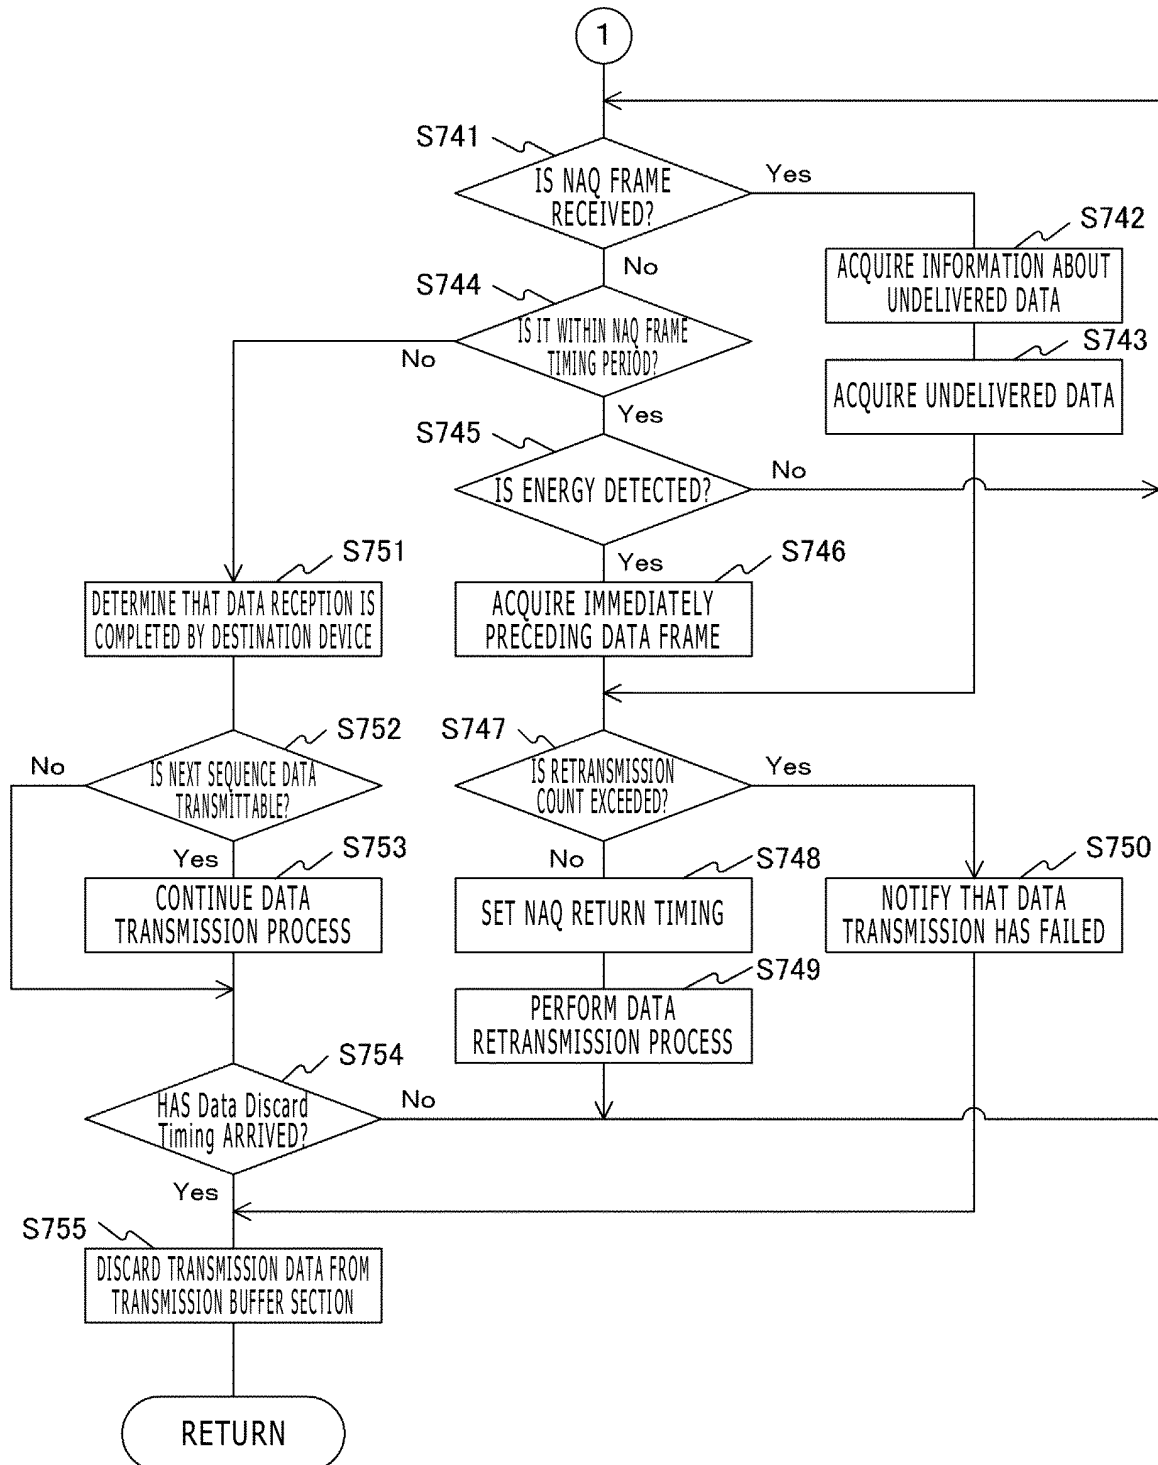 1
S741
IS NAQ FRAME
RECEIVED?
Yes
No
S742
ACQUIRE INFORMATION ABOUT
UNDELIVERED DATA
S743
ACQUIRE UNDELIVERED DATA
S744
IS IT WITHIN NAQ FRAME
TIMING PERIOD?
No
Yes
S745
IS ENERGY DETECTED?
No
Yes
S746
ACQUIRE IMMEDIATELY
PRECEDING DATA FRAME
S751
DETERMINE THAT DATA RECEPTION IS
COMPLETED BY DESTINATION DEVICE
S752
IS NEXT SEQUENCE DATA
TRANSMITTABLE?
No
Yes
S753
CONTINUE DATA
TRANSMISSION PROCESS
S747
IS RETRANSMISSION
COUNT EXCEEDED?
Yes
No
S748
SET NAQ RETURN TIMING
S749
PERFORM DATA
RETRANSMISSION PROCESS
S750
NOTIFY THAT DATA
TRANSMISSION HAS FAILED
S754
HAS Data Discard
Timing ARRIVED?
No
Yes
S755
DISCARD TRANSMISSION DATA FROM
TRANSMISSION BUFFER SECTION
RETURN